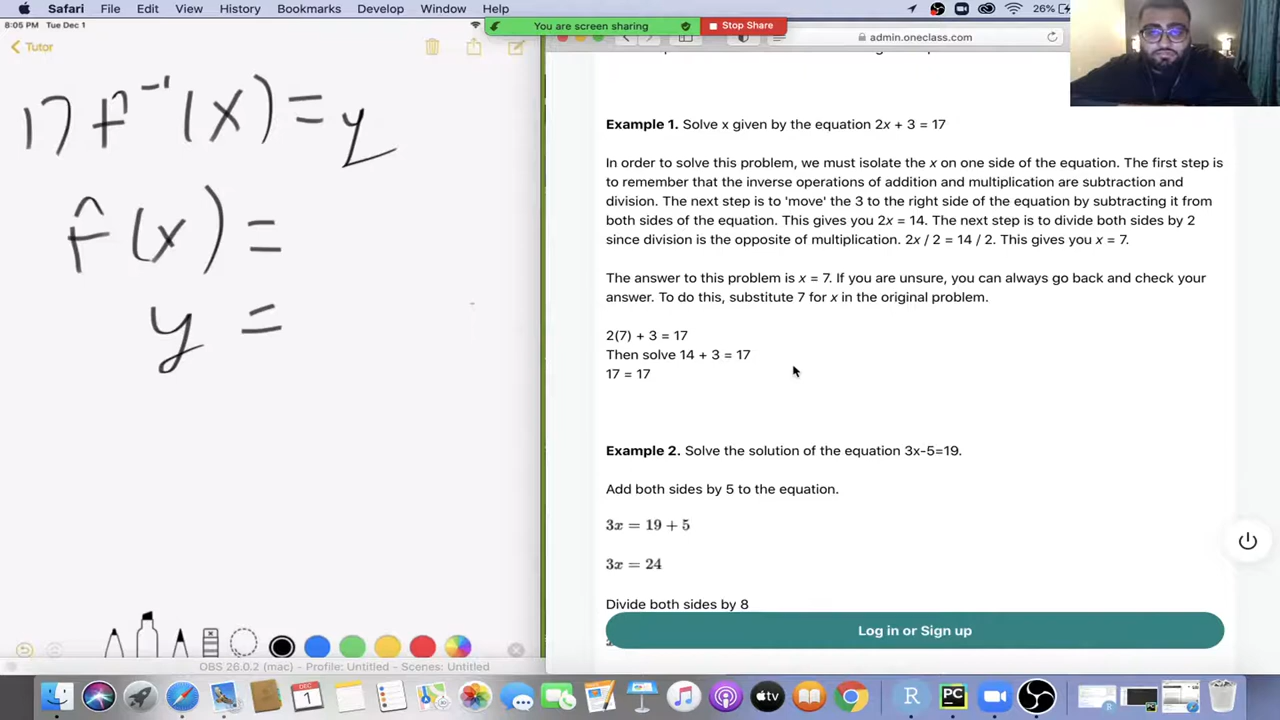 Safari File Edit View History Bookmarks Develop Window Help 26%
8:05 PM Tue Dec 1
You are screen sharing Stop Share
Tutor
admin.oneclass.com
17 f⁻¹(x) = y
f(x) =
y =
Example 1. Solve x given by the equation 2x + 3 = 17
In order to solve this problem, we must isolate the x on one side of the equation. The first step is
to remember that the inverse operations of addition and multiplication are subtraction and
division. The next step is to 'move' the 3 to the right side of the equation by subtracting it from
both sides of the equation. This gives you 2x = 14. The next step is to divide both sides by 2
since division is the opposite of multiplication. 2x / 2 = 14 / 2. This gives you x = 7.
The answer to this problem is x = 7. If you are unsure, you can always go back and check your
answer. To do this, substitute 7 for x in the original problem.
2(7) + 3 = 17
Then solve 14 + 3 = 17
17 = 17
Example 2. Solve the solution of the equation 3x-5=19.
Add both sides by 5 to the equation.
3x = 19 + 5
3x = 24
Divide both sides by 8
Log in or Sign up
OBS 26.0.2 (mac) - Profile: Untitled - Scenes: Untitled
DEC
1
tv
R
PC